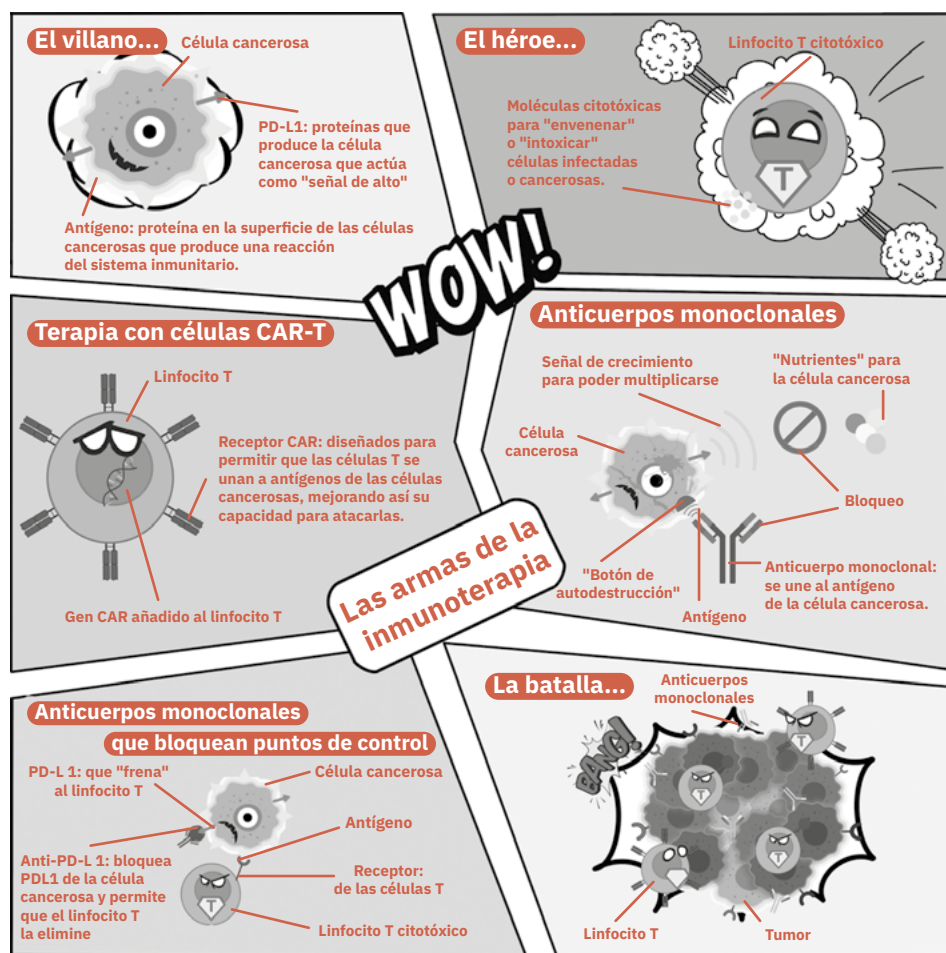 El villano...
Célula cancerosa
PD-L1: proteínas que
produce la célula
cancerosa que actúa
como "señal de alto"
Antígeno: proteína en la superficie de las células
cancerosas que produce una reacción
del sistema inmunitario.
El héroe...
Linfocito T citotóxico
Moléculas citotóxicas
para "envenenar"
o "intoxicar"
células infectadas
o cancerosas.
T
WOW!
Terapia con células CAR-T
Linfocito T
Receptor CAR: diseñados para
permitir que las células T se
unan a antígenos de las células
cancerosas, mejorando así su
capacidad para atacarlas.
Gen CAR añadido al linfocito T
Anticuerpos monoclonales
Señal de crecimiento
para poder multiplicarse
"Nutrientes" para
la célula cancerosa
Célula
cancerosa
Bloqueo
"Botón de
autodestrucción"
Antígeno
Anticuerpo monoclonal:
se une al antígeno
de la célula cancerosa.
Las armas de la
inmunoterapia
Anticuerpos monoclonales
que bloquean puntos de control
PD-L 1: que "frena"
al linfocito T
Célula cancerosa
Antígeno
Anti-PD-L 1: bloquea
PDL1 de la célula
cancerosa y permite
que el linfocito T
la elimine
Receptor:
de las células T
T
Linfocito T citotóxico
La batalla...
Anticuerpos
monoclonales
BANG!
T
T
T
T
Linfocito T
Tumor